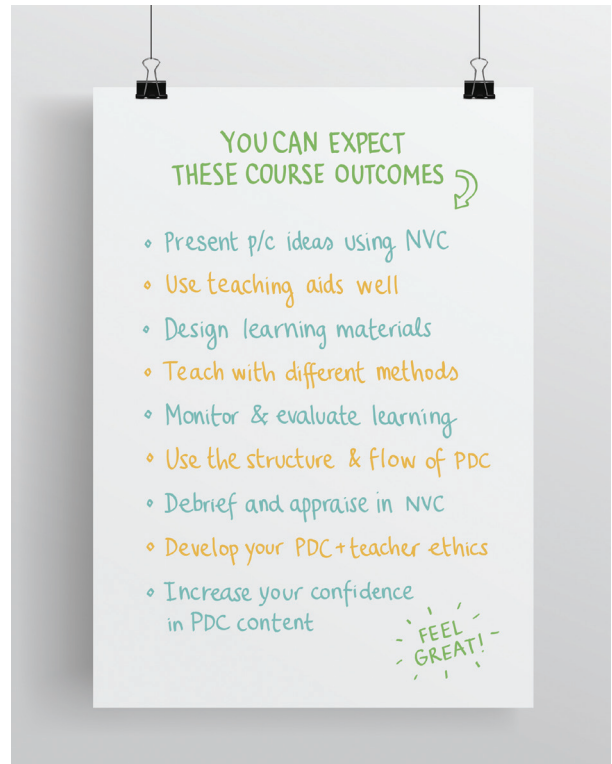 YOU CAN EXPECT
THESE COURSE OUTCOMES
Present p/c ideas using NVC
Use teaching aids well
Design learning materials
Teach with different methods
Monitor & evaluate learning
Use the structure & flow of PDC
Debrief and appraise in NVC
Develop your PDC + teacher ethics
Increase your confidence
in PDC content
FEEL
GREAT!